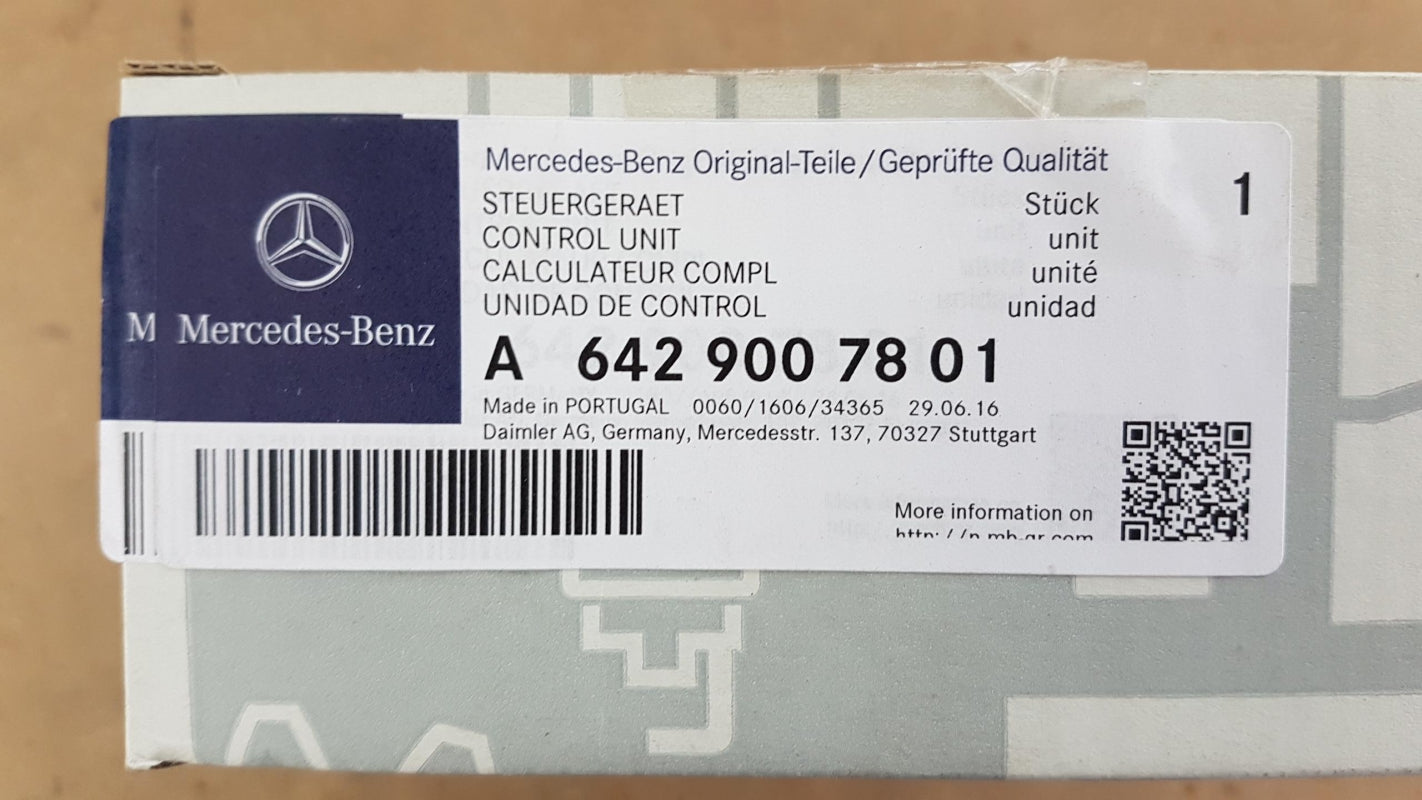 Mercedes-Benz Original-Teile/Geprüfte Qualität
STEUERGERAET Stück 1
CONTROL UNIT unit
CALCULATEUR COMPL unité
UNIDAD DE CONTROL unidad
M Mercedes-Benz
A 642 900 78 01
Made in PORTUGAL 0060/1606/34365 29.06.16
Daimler AG, Germany, Mercedesstr. 137, 70327 Stuttgart
More information on